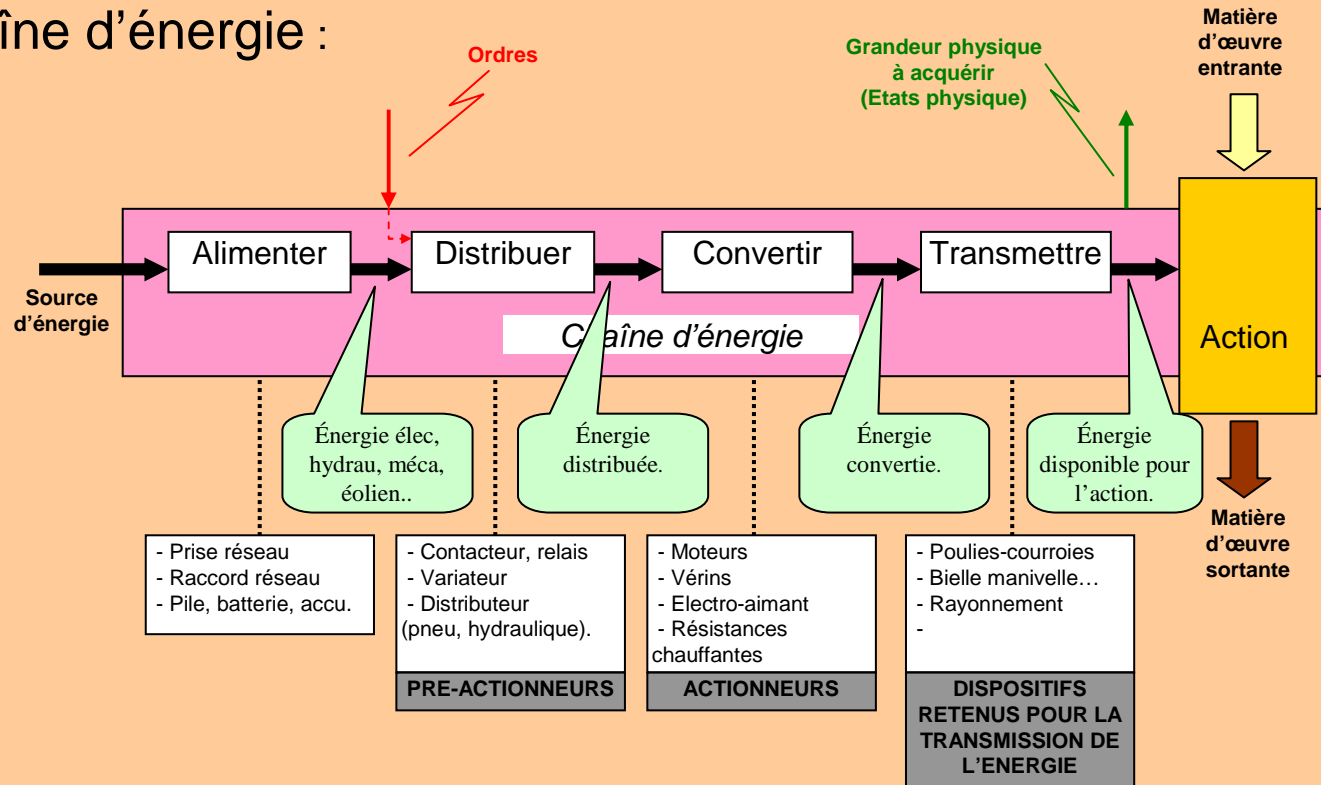 îne d’énergie :
Ordres
Grandeur physique
à acquérir
(Etats physique)
Matière
d’œuvre
entrante
Alimenter
Distribuer
Convertir
Transmettre
Source
d’énergie
C aîne d’énergie
Action
Énergie élec,
hydrau, méca,
éolien..
Énergie
distribuée.
Énergie
convertie.
Énergie
disponible pour
l’action.
Matière
d’œuvre
sortante
- Prise réseau
- Raccord réseau
- Pile, batterie, accu.
- Contacteur, relais
- Variateur
- Distributeur
(pneu, hydraulique).
PRE-ACTIONNEURS
- Moteurs
- Vérins
- Electro-aimant
- Résistances
chauffantes
ACTIONNEURS
- Poulies-courroies
- Bielle manivelle…
- Rayonnement
-
DISPOSITIFS
RETENUS POUR LA
TRANSMISSION DE
L’ENERGIE